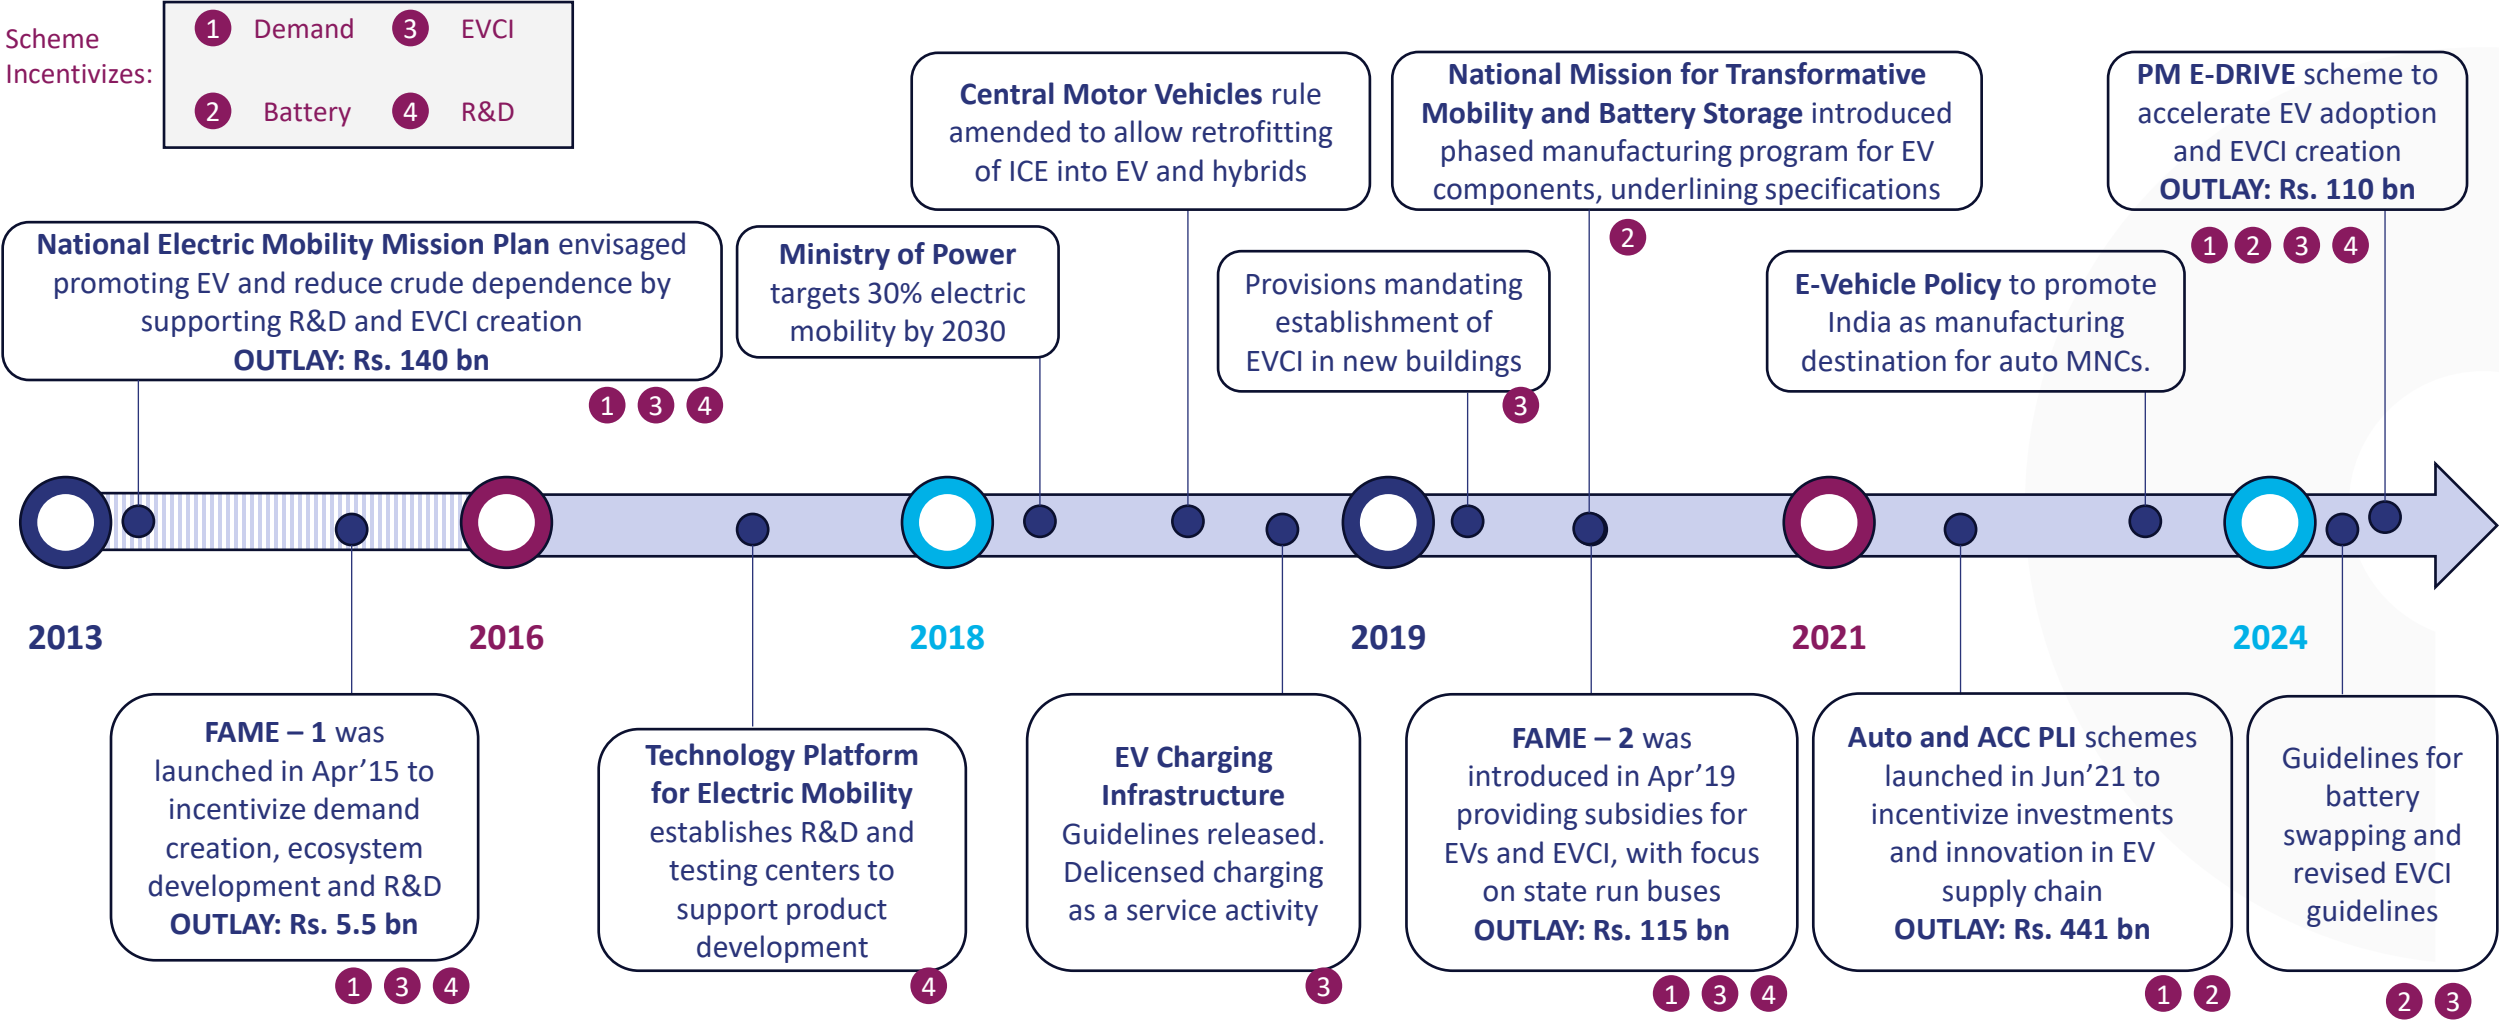 Scheme
Incentivizes:
1 Demand
3 EVCI
2 Battery
4 R&D
National Electric Mobility Mission Plan envisaged
promoting EV and reduce crude dependence by
supporting R&D and EVCI creation
OUTLAY: Rs. 140 bn
1 3 4
Ministry of Power
targets 30% electric
mobility by 2030
Central Motor Vehicles rule
amended to allow retrofitting
of ICE into EV and hybrids
Provisions mandating
establishment of
EVCI in new buildings
3
National Mission for Transformative
Mobility and Battery Storage introduced
phased manufacturing program for EV
components, underlining specifications
2
E-Vehicle Policy to promote
India as manufacturing
destination for auto MNCs.
PM E-DRIVE scheme to
accelerate EV adoption
and EVCI creation
OUTLAY: Rs. 110 bn
1 2 3 4
2013
2016
2018
2019
2021
2024
FAME – 1 was
launched in Apr’15 to
incentivize demand
creation, ecosystem
development and R&D
OUTLAY: Rs. 5.5 bn
1 3 4
Technology Platform
for Electric Mobility
establishes R&D and
testing centers to
support product
development
4
EV Charging
Infrastructure
Guidelines released.
Delicensed charging
as a service activity
3
FAME – 2 was
introduced in Apr’19
providing subsidies for
EVs and EVCI, with focus
on state run buses
OUTLAY: Rs. 115 bn
1 3 4
Auto and ACC PLI schemes
launched in Jun’21 to
incentivize investments
and innovation in EV
supply chain
OUTLAY: Rs. 441 bn
1 2
Guidelines for
battery
swapping and
revised EVCI
guidelines
2 3